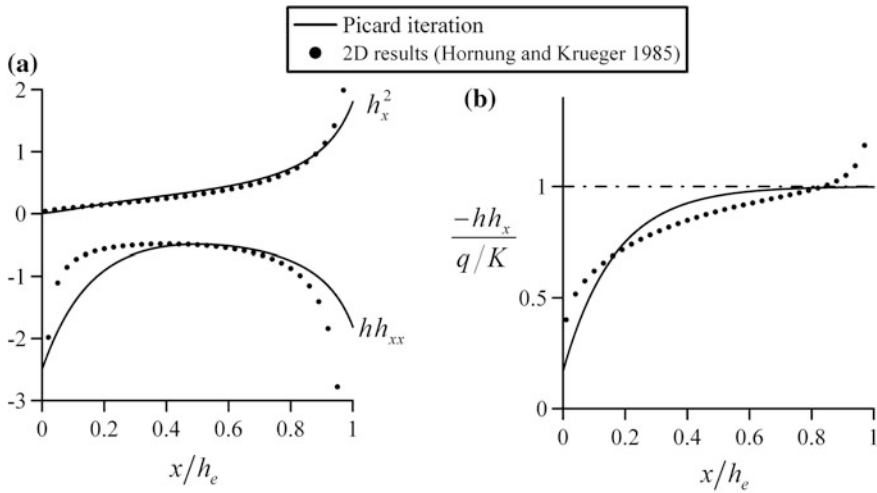 Picard iteration
2D results (Hornung and Krueger 1985)
(a)
2
1
0
-1
-2
-3
0
0.2
0.4
0.6
0.8
1
h_x^2
hh_{xx}
x/h_e
(b)
-hh_x
q/K
1
0.5
0
0
0.2
0.4
0.6
0.8
1
x/h_e